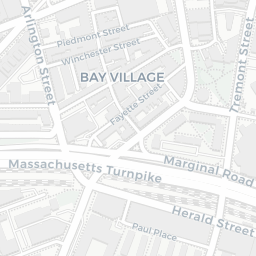 Arlington Street
Piedmont Street
Winchester Street
BAY VILLAGE
Fayette Street
Tremont Street
Massachusetts Turnpike
Marginal Road
Herald Street
Paul Place